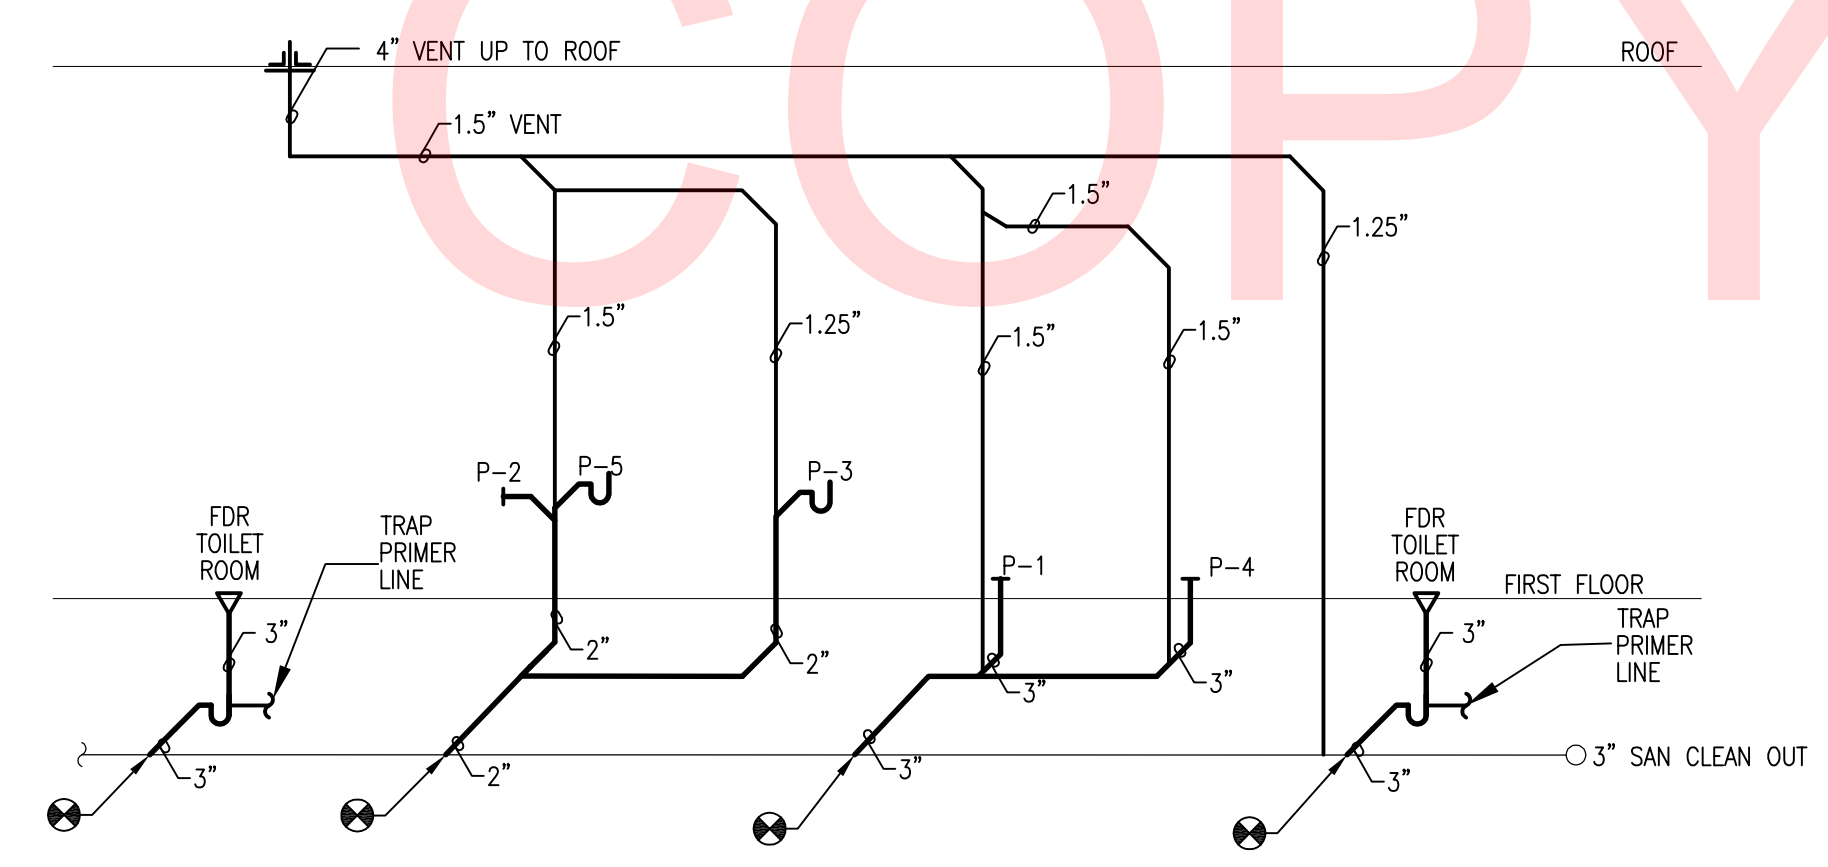 COPY
4” VENT UP TO ROOF
ROOF
1.5” VENT
1.5”
1.25”
1.5”
1.25”
1.5”
1.5”
P-2
P-5
P-3
FDR
TOILET
ROOM
TRAP
PRIMER
LINE
P-1
P-4
FDR
TOILET
ROOM
FIRST FLOOR
TRAP
PRIMER
LINE
3”
2”
2”
3”
3”
3”
3”
2”
3”
3”
3” SAN CLEAN OUT